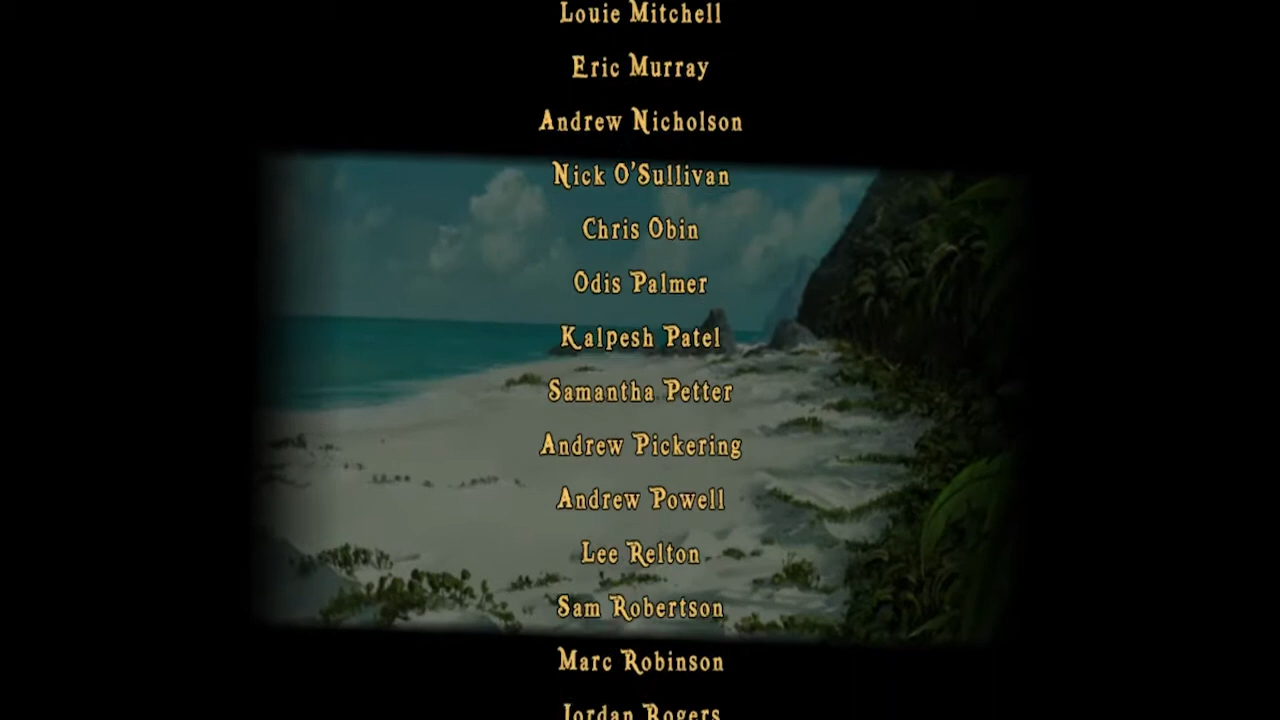 Louie Mitchell
Eric Murray
Andrew Nicholson
Nick O'Sullivan
Chris Obin
Odis Palmer
Kalpesh Patel
Samantha Petter
Andrew Pickering
Andrew Powell
Lee Relton
Sam Robertson
Marc Robinson
Jordan Rogers